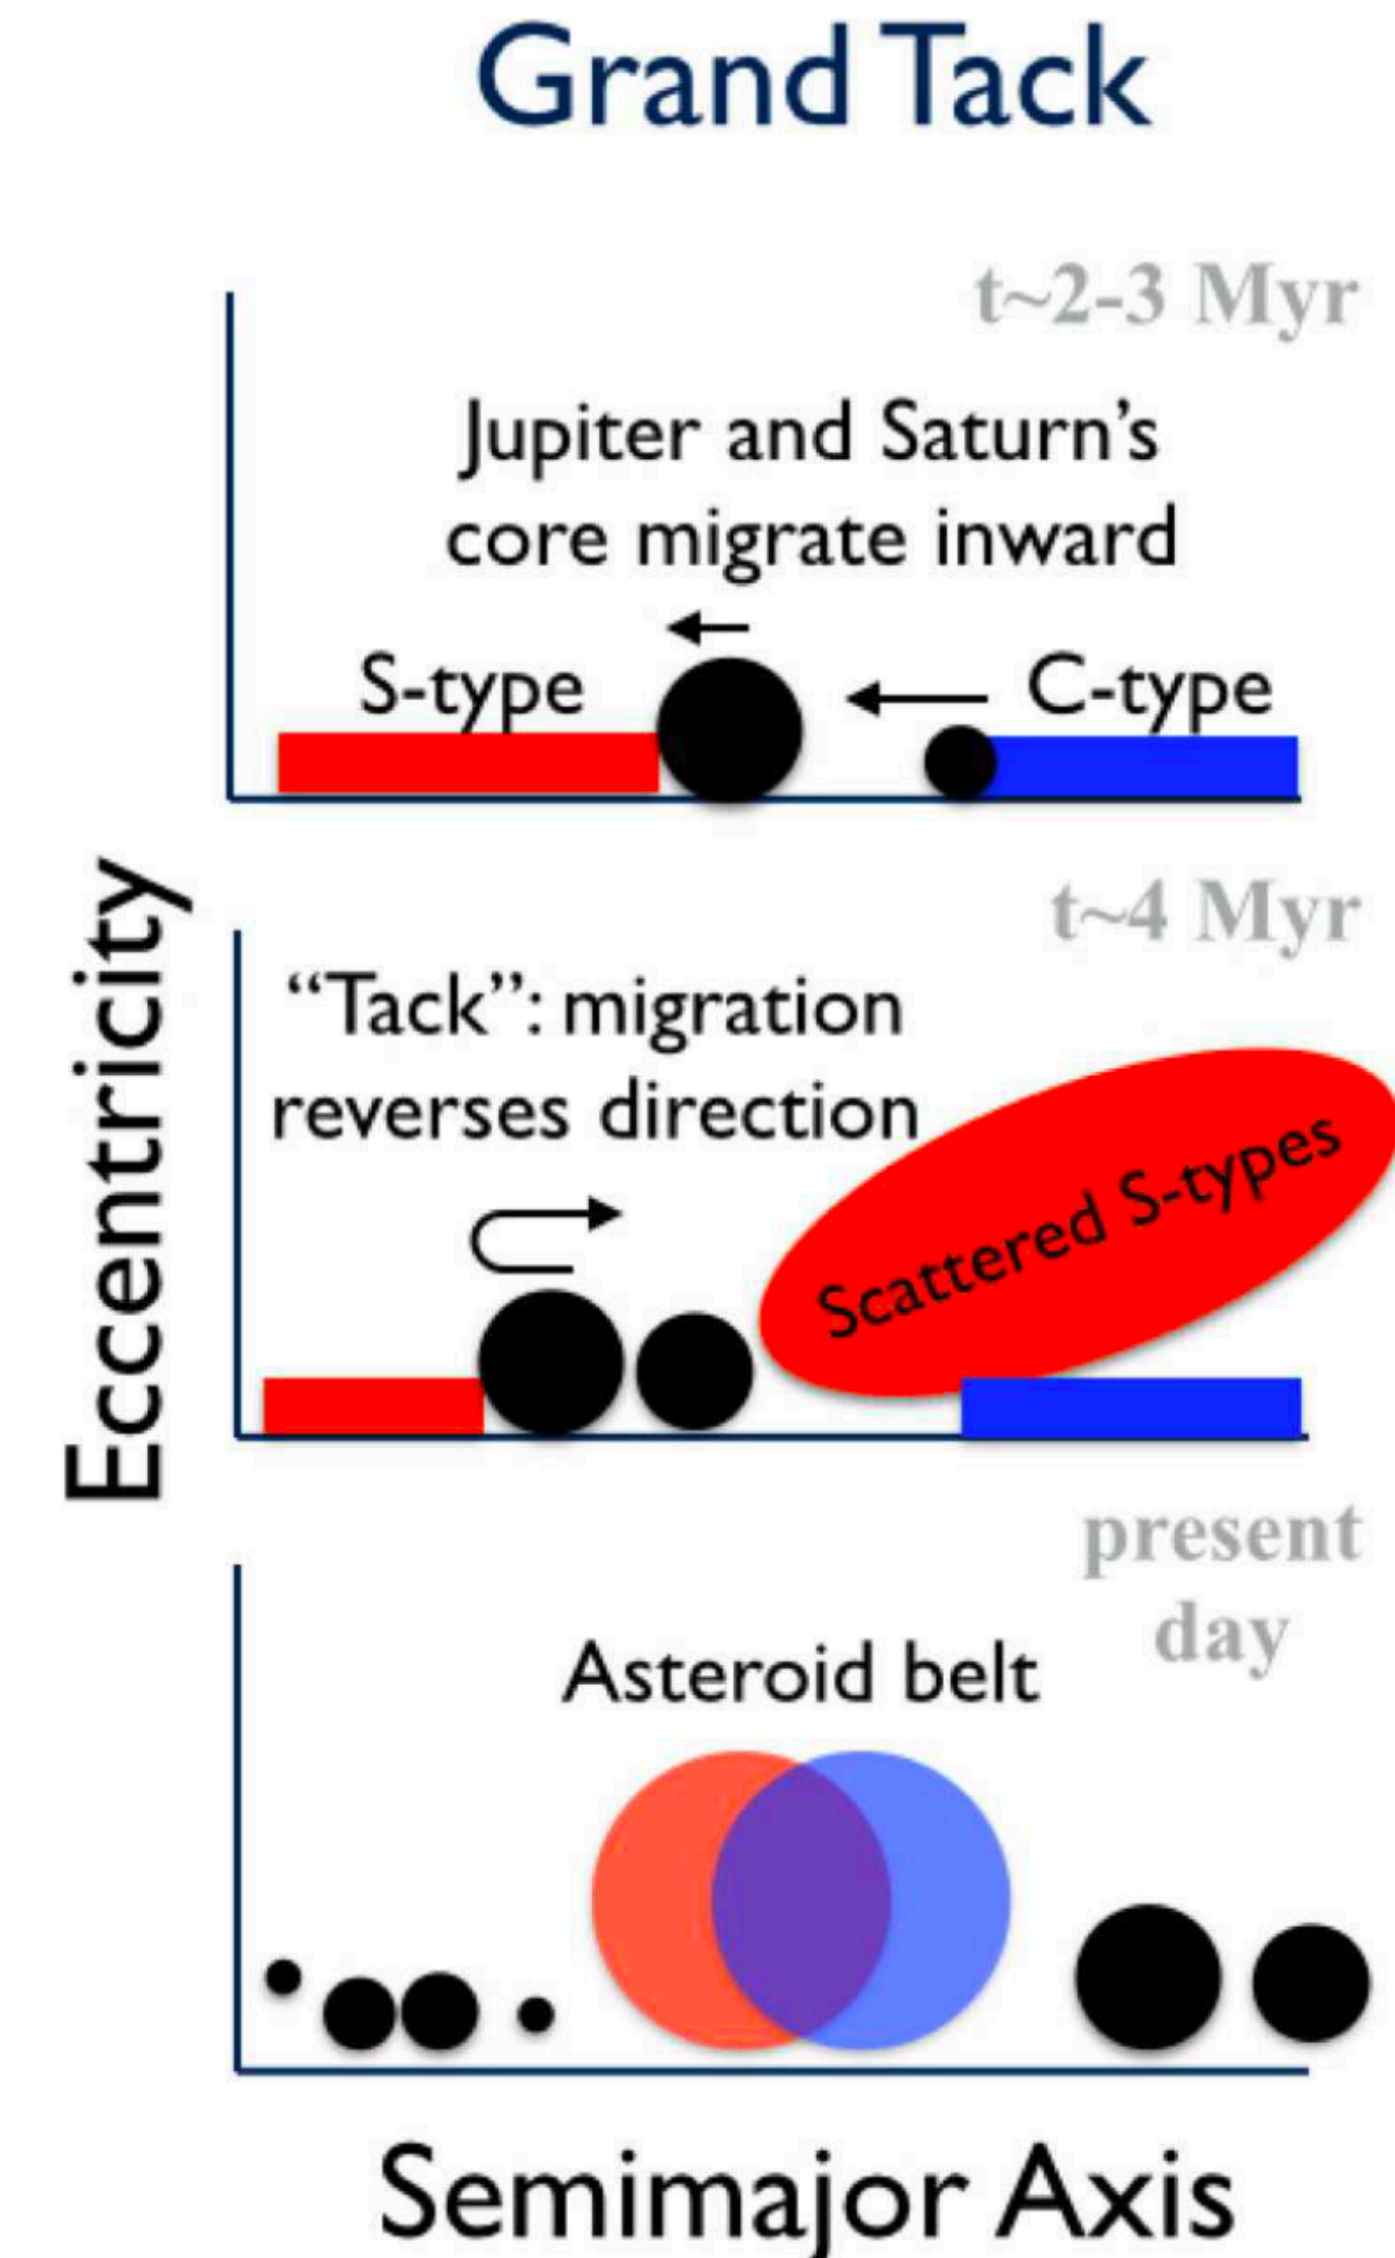 Grand Tack
t~2-3 Myr
Jupiter and Saturn’s
core migrate inward
S-type
C-type
Eccentricity
t~4 Myr
“Tack”: migration
reverses direction
Scattered S-types
present
day
Asteroid belt
Semimajor Axis